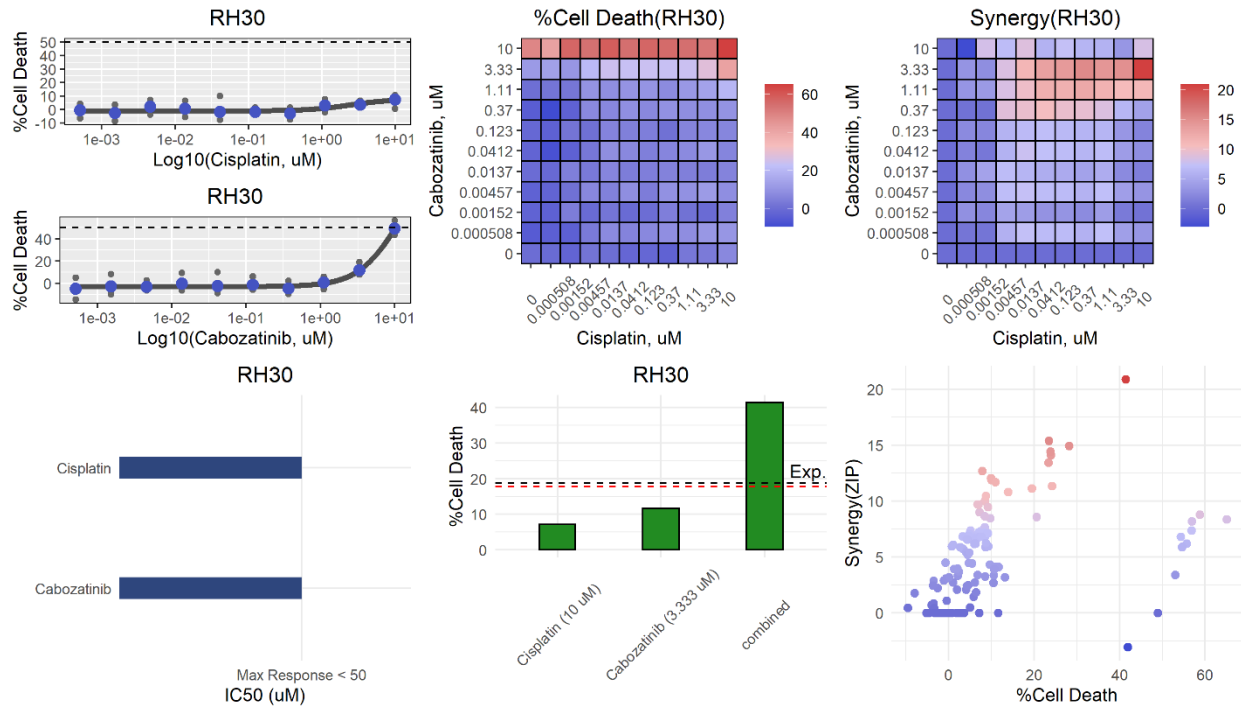 RH30
%Cell Death
50
30
20
10
0
-10
1e-03
1e-02
1e-01
1e+00
1e+01
Log10(Cisplatin, uM)
RH30
%Cell Death
40
20
0
1e-03
1e-02
1e-01
1e+00
1e+01
Log10(Cabozatinib, uM)
%Cell Death(RH30)
Cabozatinib, uM
10
3.33
1.11
0.37
0.123
0.0412
0.0137
0.00457
0.00152
0.000508
0
0
0.000508
0.00152
0.00457
0.0137
0.0412
0.123
0.37
1.11
3.33
10
Cisplatin, uM
60
40
20
0
Synergy(RH30)
Cabozatinib, uM
10
3.33
1.11
0.37
0.123
0.0412
0.0137
0.00457
0.00152
0.000508
0
0
0.000508
0.00152
0.00457
0.0137
0.0412
0.123
0.37
1.11
3.33
10
Cisplatin, uM
20
15
10
5
0
RH30
Cisplatin
Cabozatinib
Max Response < 50
IC50 (uM)
RH30
%Cell Death
40
30
20
10
0
Exp.
Cisplatin (10 uM)
Cabozatinib (3.333 uM)
combined
Synergy(ZIP)
20
15
10
5
0
0
20
40
60
%Cell Death